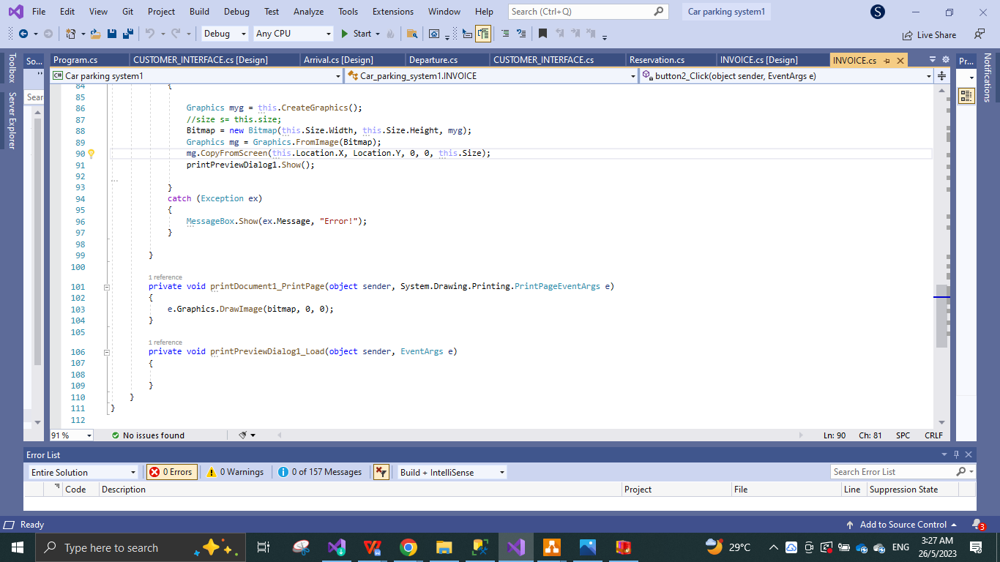 File Edit View Git Project Build Debug Test Analyze Tools Extensions Window Help Search (Ctrl+Q) Car parking system1 S
Debug Any CPU Start Live Share
Toolbox So... Program.cs CUSTOMER_INTERFACE.cs [Design] Arrival.cs [Design] Departure.cs CUSTOMER_INTERFACE.cs Reservation.cs INVOICE.cs [Design] INVOICE.cs Pr... Notifications
Server Explorer Sear C# Car parking system1 Car_parking_system1.INVOICE button2_Click(object sender, EventArgs e)
84 {
85
86 Graphics myg = this.CreateGraphics();
87 //size s= this.size;
88 Bitmap = new Bitmap(this.Size.Width, this.Size.Height, myg);
89 Graphics mg = Graphics.FromImage(Bitmap);
90 mg.CopyFromScreen(this.Location.X, Location.Y, 0, 0, this.Size);
91 printPreviewDialog1.Show();
92
93 }
94 catch (Exception ex)
95 {
96 MessageBox.Show(ex.Message, "Error!");
97 }
98
99 }
100
1 reference
101 private void printDocument1_PrintPage(object sender, System.Drawing.Printing.PrintPageEventArgs e)
102 {
103 e.Graphics.DrawImage(bitmap, 0, 0);
104 }
105
1 reference
106 private void printPreviewDialog1_Load(object sender, EventArgs e)
107 {
108
109 }
110 }
111 }
112
91 % No issues found Ln: 90 Ch: 81 SPC CRLF
Error List
Entire Solution 0 Errors 0 Warnings 0 of 157 Messages Build + IntelliSense Search Error List
Code Description Project File Line Suppression State
Ready Add to Source Control 3
Type here to search 29°C ENG 3:27 AM
26/5/2023